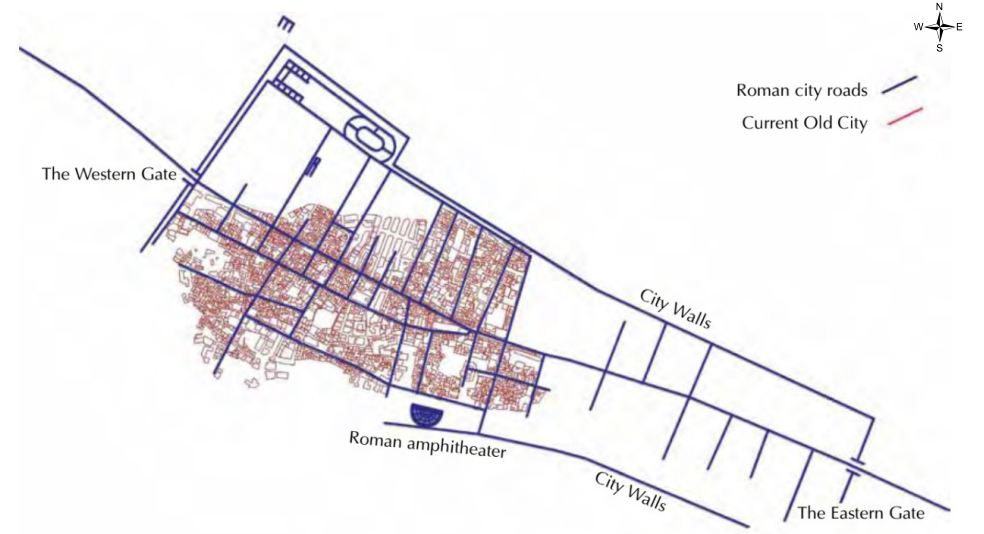 N
W E
S
Roman city roads
Current Old City
The Western Gate
City Walls
Roman amphitheater
City Walls
The Eastern Gate